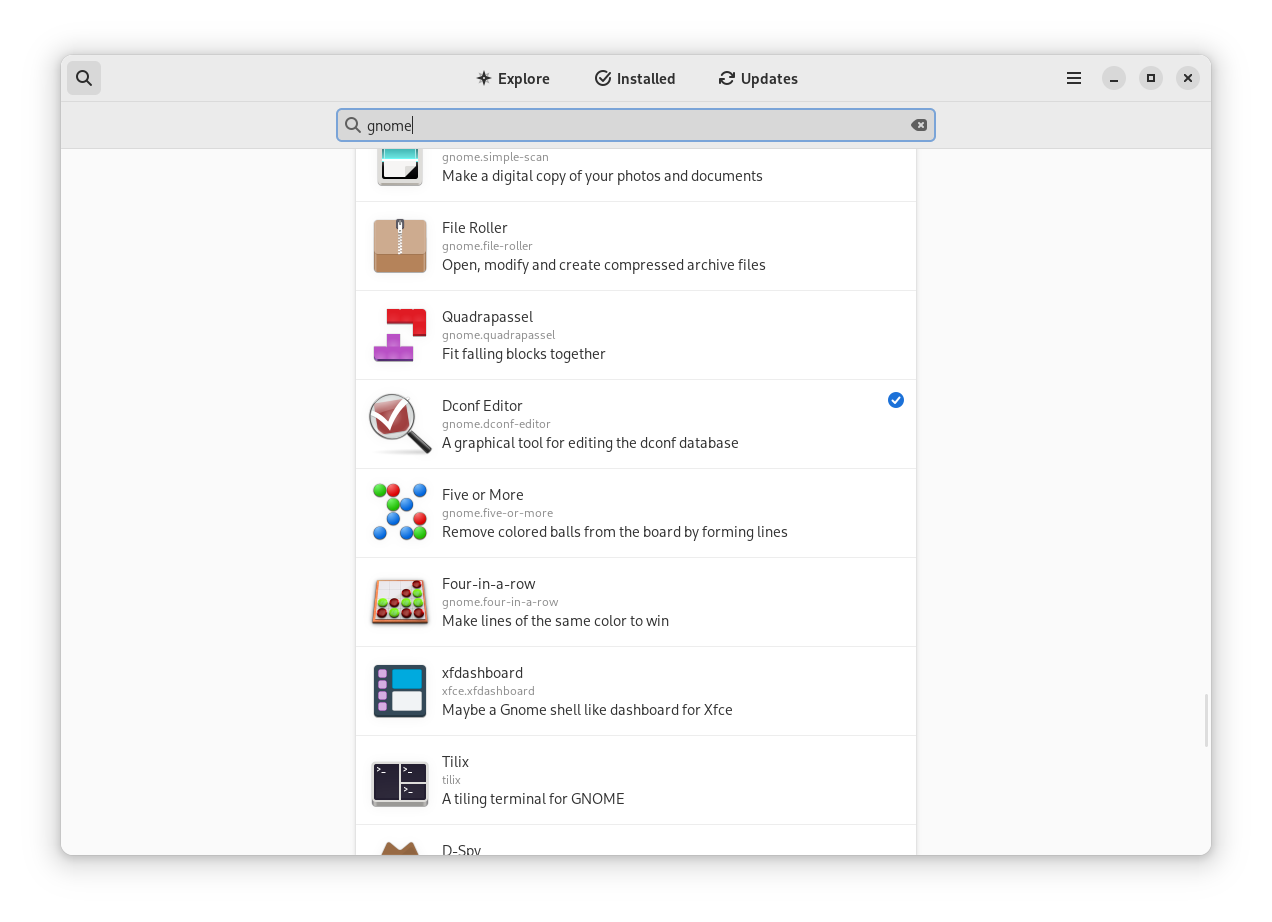 Explore
Installed
Updates
gnome
gnome.simple-scan
Make a digital copy of your photos and documents
File Roller
gnome.file-roller
Open, modify and create compressed archive files
Quadrapassel
gnome.quadrapassel
Fit falling blocks together
Dconf Editor
gnome.dconf-editor
A graphical tool for editing the dconf database
Five or More
gnome.five-or-more
Remove colored balls from the board by forming lines
Four-in-a-row
gnome.four-in-a-row
Make lines of the same color to win
xfdashboard
xfce.xfdashboard
Maybe a Gnome shell like dashboard for Xfce
Tilix
tilix
A tiling terminal for GNOME
D-Spy